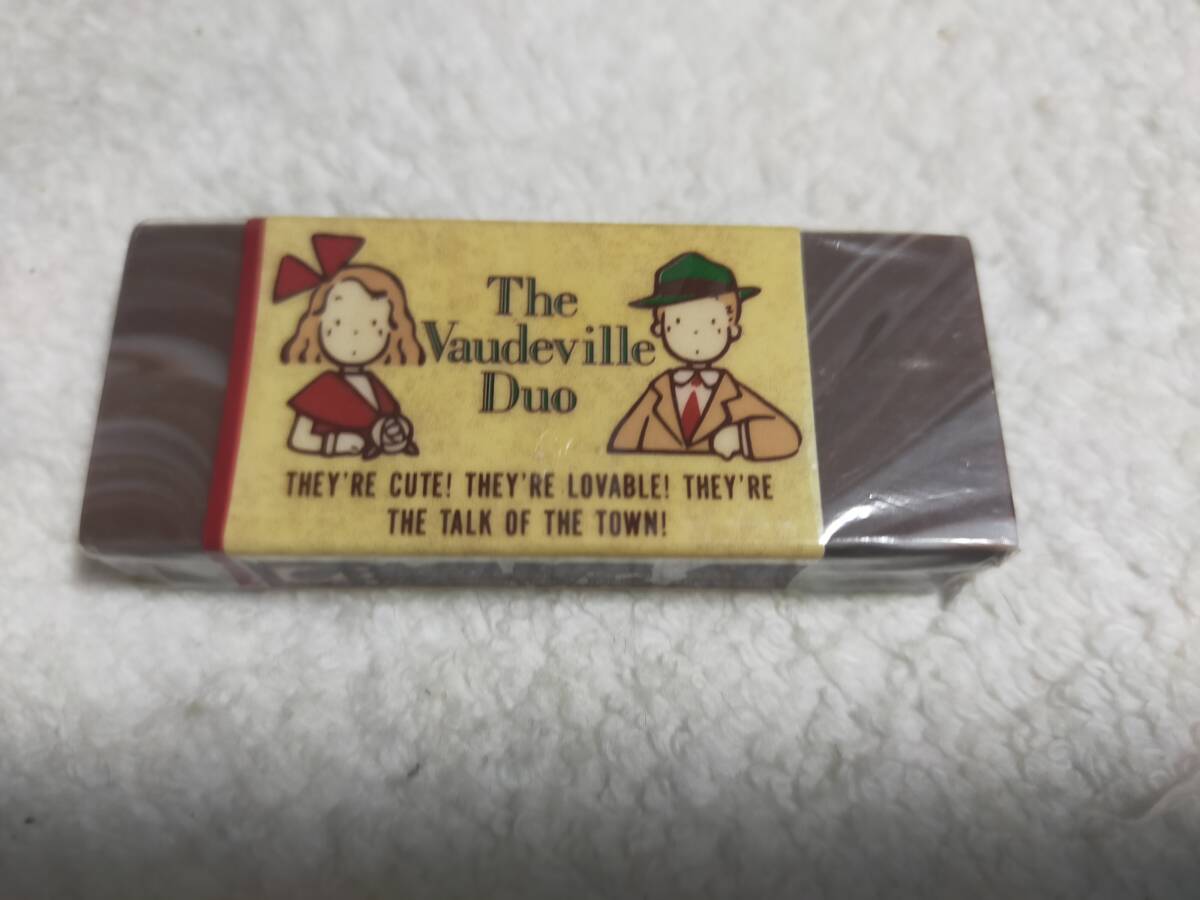 The
Vaudeville
Duo
THEY'RE CUTE! THEY'RE LOVABLE! THEY'RE
THE TALK OF THE TOWN!